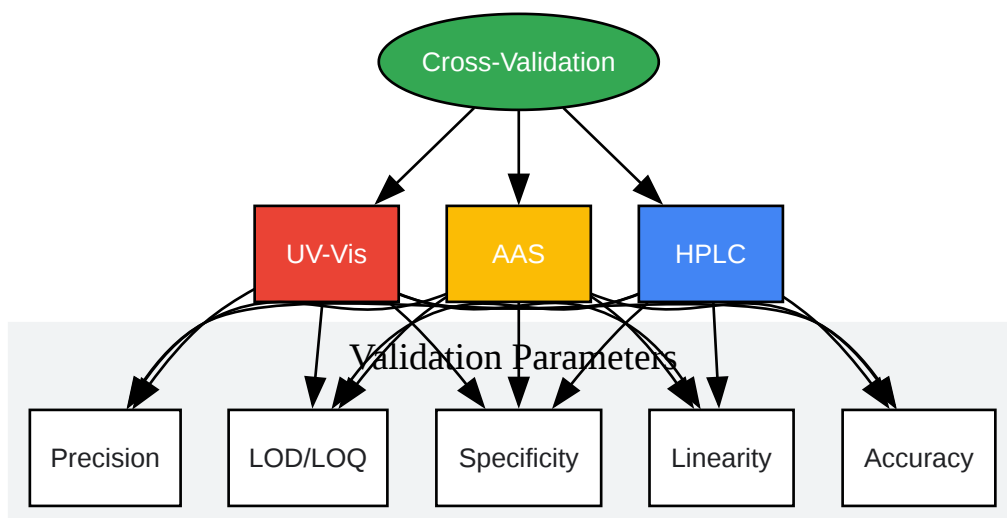 Cross-Validation
UV-Vis
AAS
HPLC
Validation Parameters
Precision
LOD/LOQ
Specificity
Linearity
Accuracy